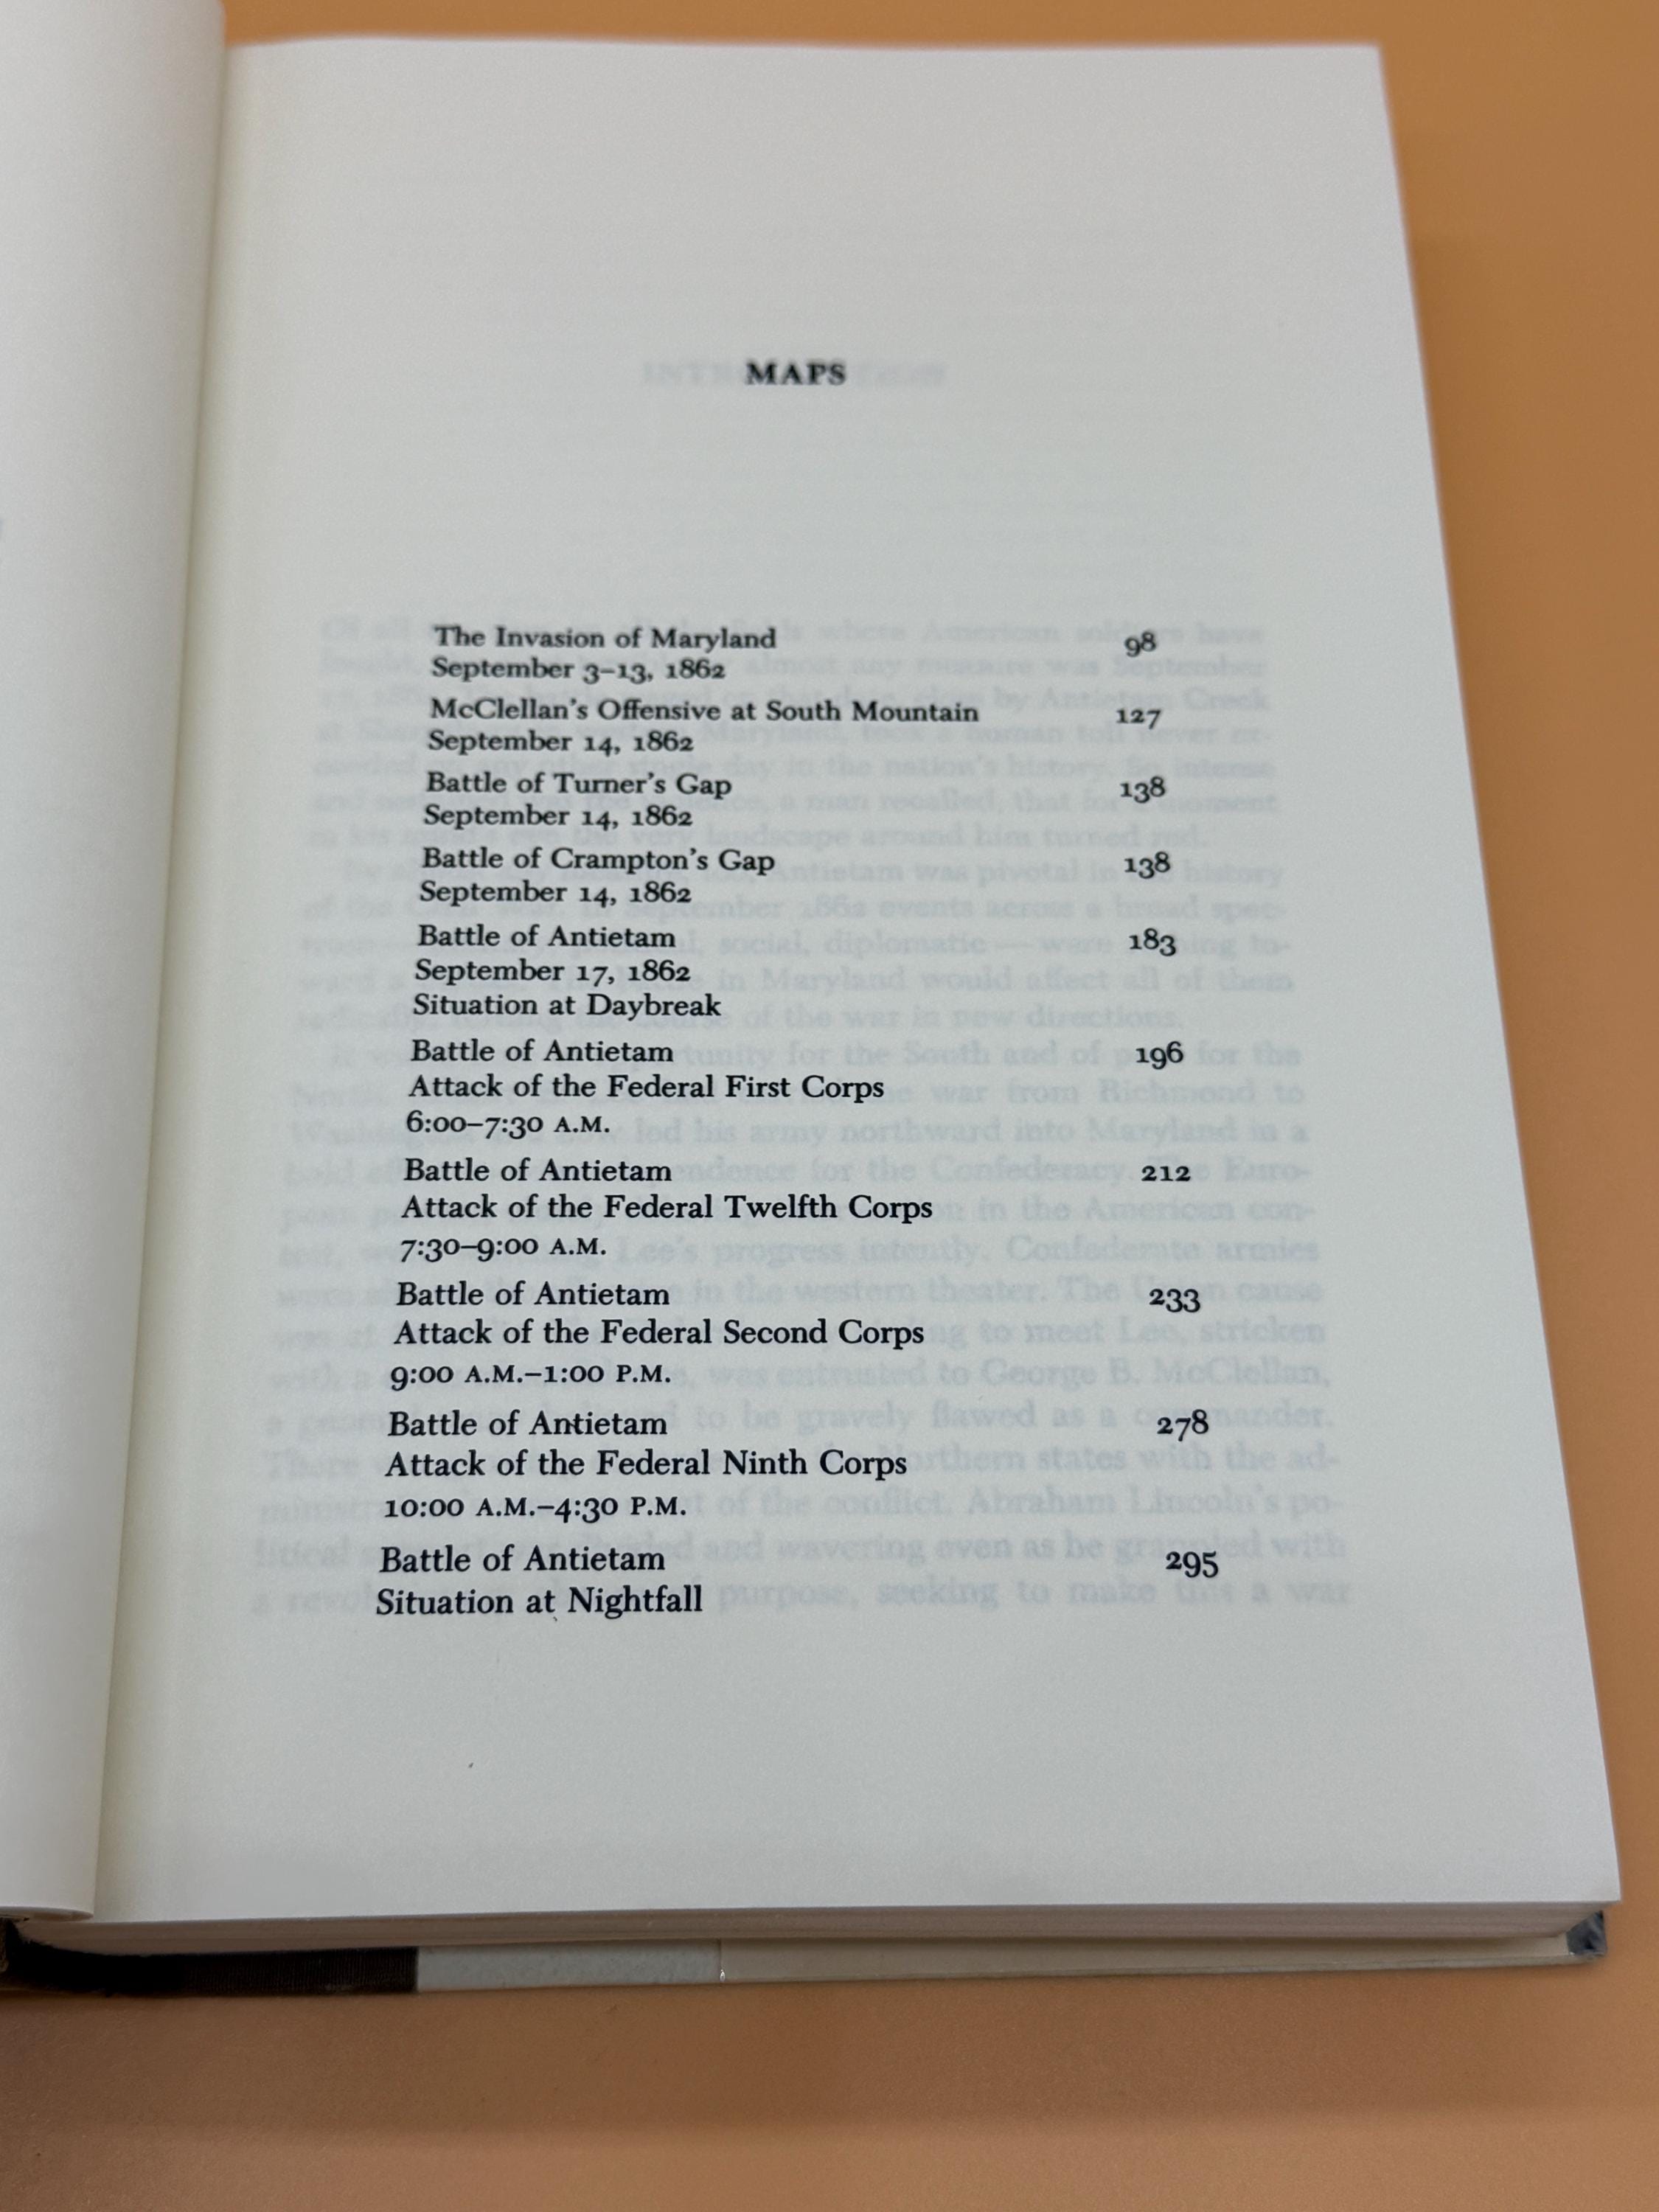 MAPS
The Invasion of Maryland 98
September 3–13, 1862
McClellan's Offensive at South Mountain 127
September 14, 1862
Battle of Turner's Gap 138
September 14, 1862
Battle of Crampton's Gap 138
September 14, 1862
Battle of Antietam 183
September 17, 1862
Situation at Daybreak
Battle of Antietam 196
Attack of the Federal First Corps
6:00–7:30 A.M.
Battle of Antietam 212
Attack of the Federal Twelfth Corps
7:30–9:00 A.M.
Battle of Antietam 233
Attack of the Federal Second Corps
9:00 A.M.–1:00 P.M.
Battle of Antietam 278
Attack of the Federal Ninth Corps
10:00 A.M.–4:30 P.M.
Battle of Antietam 295
Situation at Nightfall